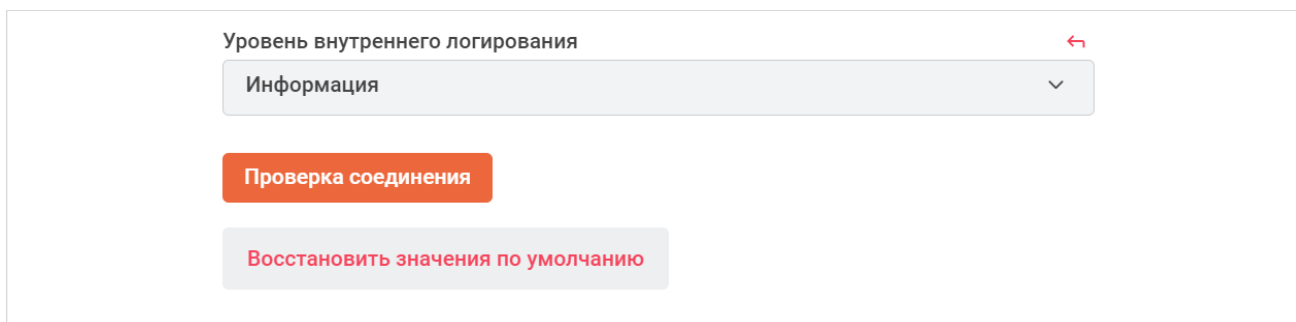 Уровень внутреннего логирования
Информация
Проверка соединения
Восстановить значения по умолчанию